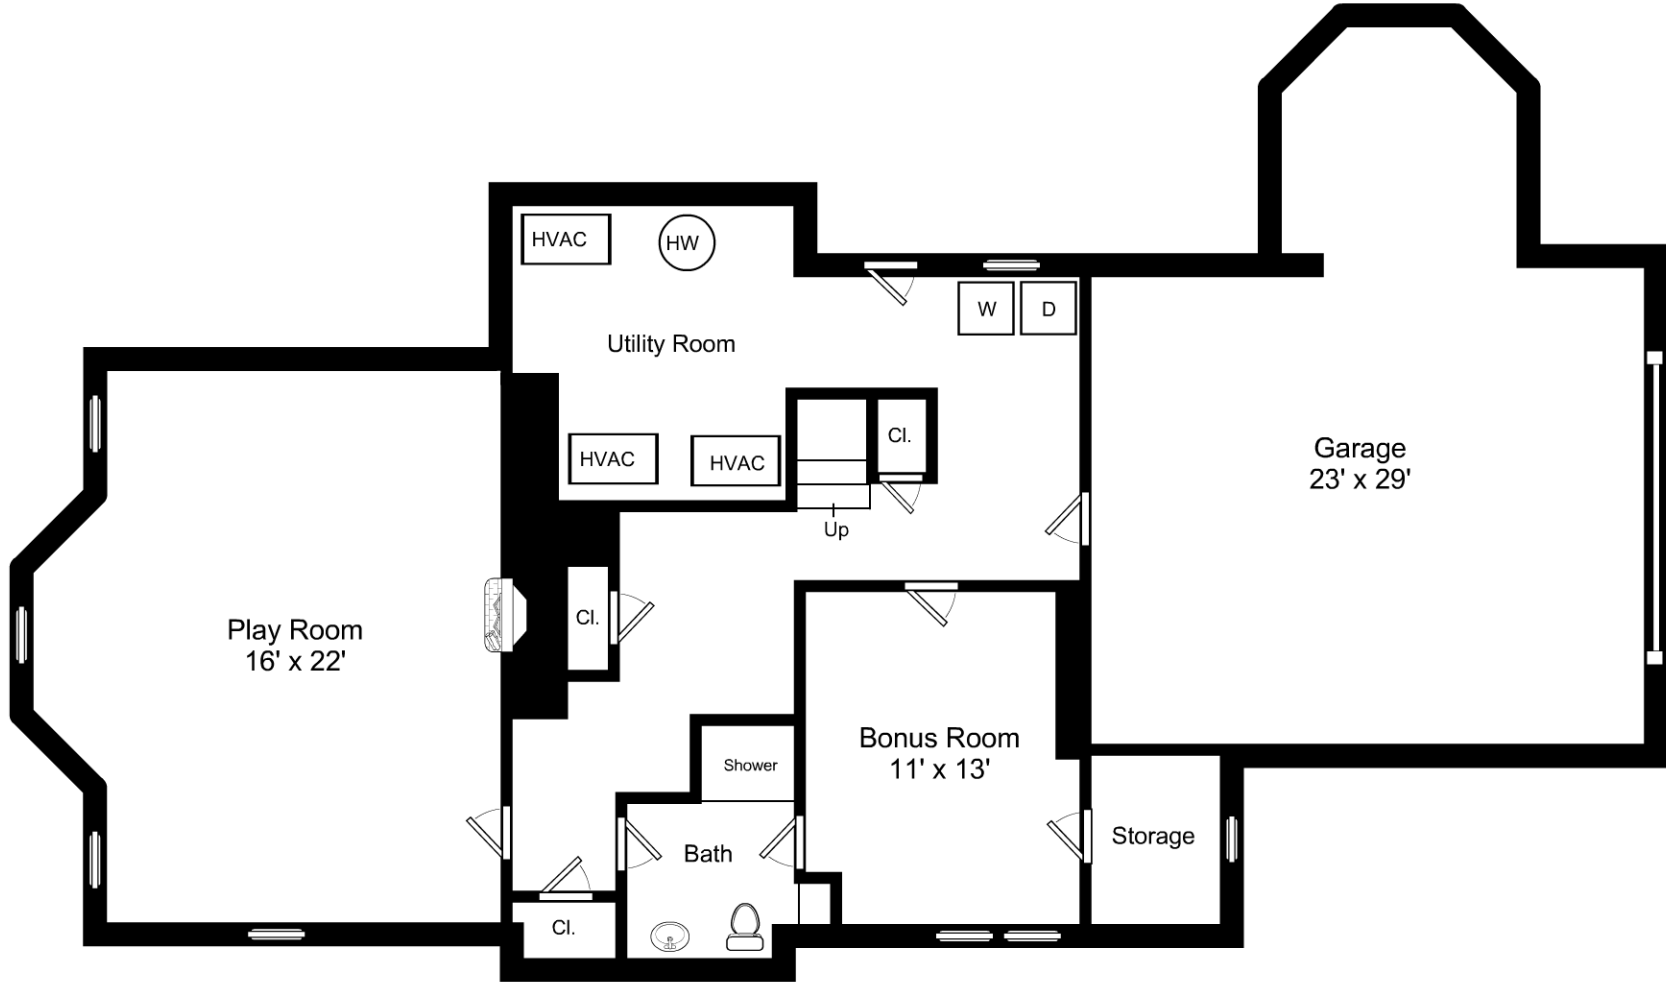 HVAC
HW
W
D
Utility Room
Cl.
Garage
23' x 29'
HVAC
HVAC
Up
Cl.
Play Room
16' x 22'
Bonus Room
11' x 13'
Shower
Storage
Bath
Cl.